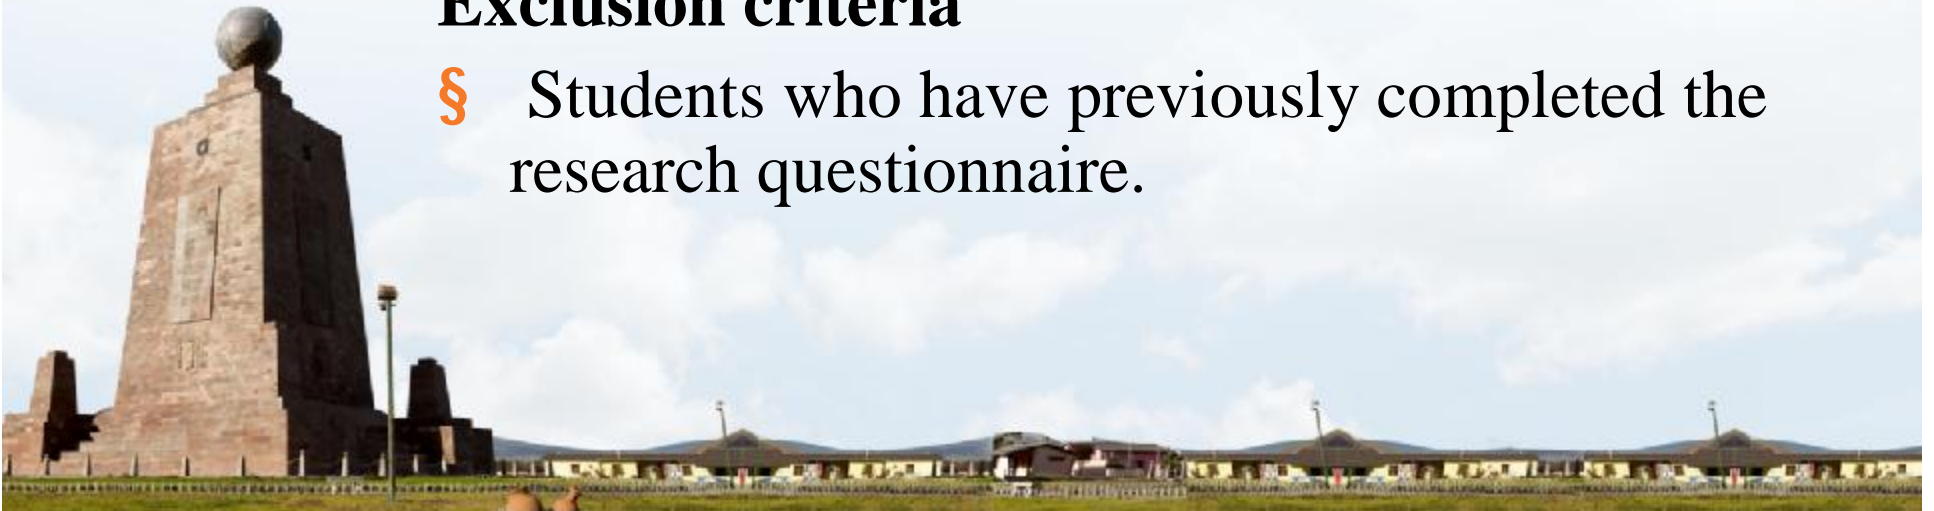 Exclusion criteria
§ Students who have previously completed the
research questionnaire.